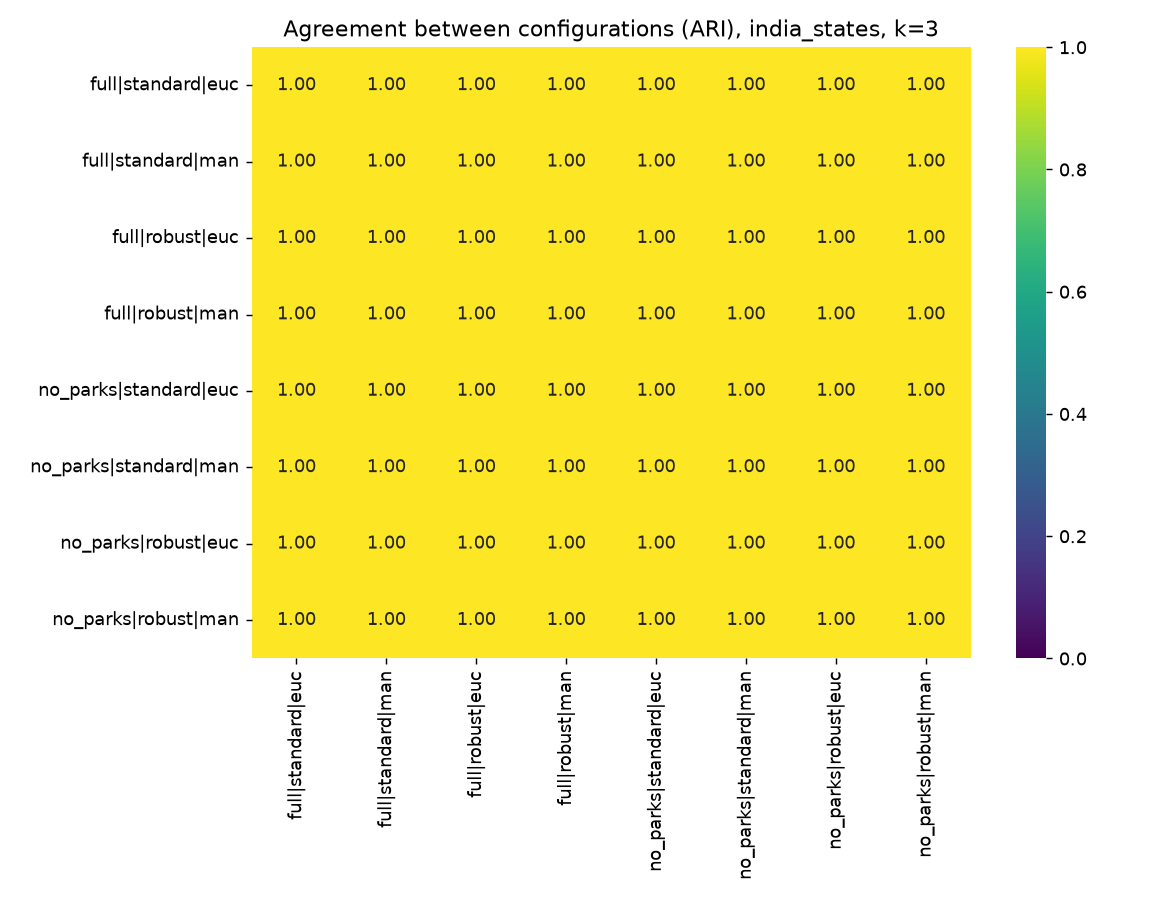 Agreement between configurations (ARI), india_states, k=3
full|standard|euc 1.00 1.00 1.00 1.00 1.00 1.00 1.00 1.00
full|standard|man 1.00 1.00 1.00 1.00 1.00 1.00 1.00 1.00
full|robust|euc 1.00 1.00 1.00 1.00 1.00 1.00 1.00 1.00
full|robust|man 1.00 1.00 1.00 1.00 1.00 1.00 1.00 1.00
no_parks|standard|euc 1.00 1.00 1.00 1.00 1.00 1.00 1.00 1.00
no_parks|standard|man 1.00 1.00 1.00 1.00 1.00 1.00 1.00 1.00
no_parks|robust|euc 1.00 1.00 1.00 1.00 1.00 1.00 1.00 1.00
no_parks|robust|man 1.00 1.00 1.00 1.00 1.00 1.00 1.00 1.00
full|standard|euc
full|standard|man
full|robust|euc
full|robust|man
no_parks|standard|euc
no_parks|standard|man
no_parks|robust|euc
no_parks|robust|man
1.0
0.8
0.6
0.4
0.2
0.0